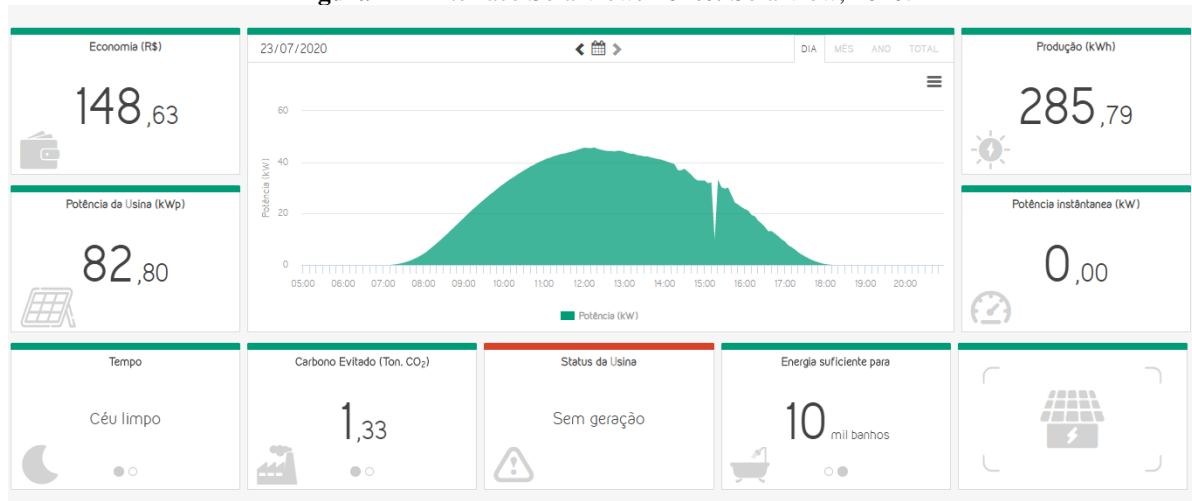 Economia (R$)
148,63
Potência da Usina (kWp)
82,80
23/07/2020
DIA MÊS ANO TOTAL
Potência (kW)
60
40
20
0
05:00 06:00 07:00 08:00 09:00 10:00 11:00 12:00 13:00 14:00 15:00 16:00 17:00 18:00 19:00 20:00
Potência (kW)
Produção (kWh)
285,79
Potência instântanea (kW)
0,00
Tempo
Céu limpo
Carbono Evitado (Ton. CO₂)
1,33
Status da Usina
Sem geração
Energia suficiente para
10 mil banhos